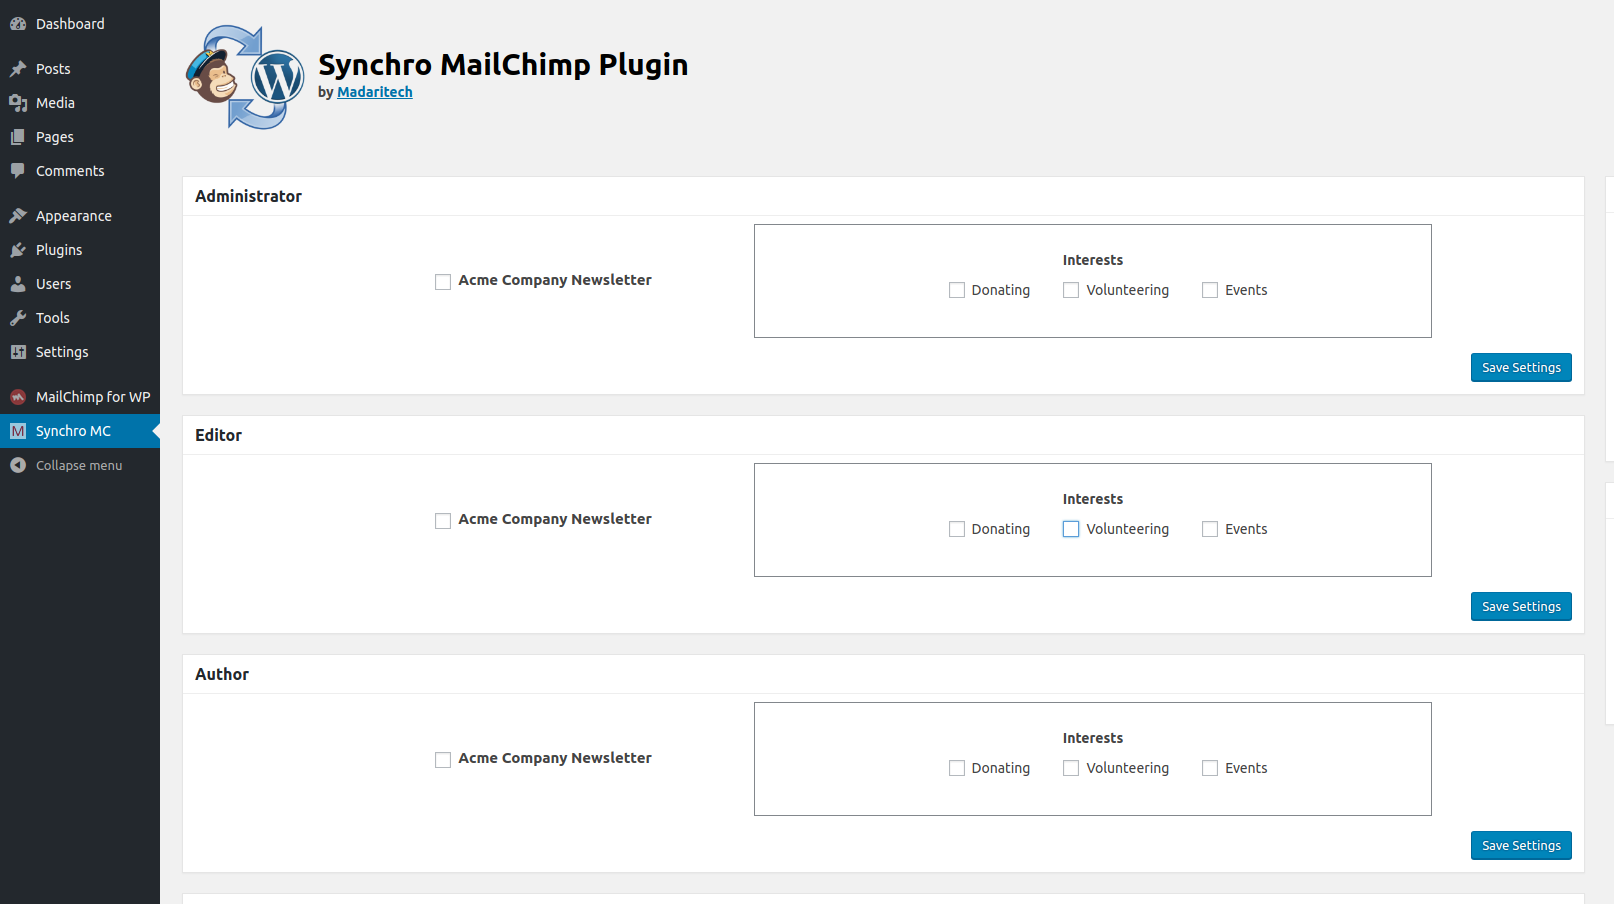 Dashboard
Posts
Media
Pages
Comments
Appearance
Plugins
Users
Tools
Settings
MailChimp for WP
M Synchro MC
Collapse menu
W
Synchro MailChimp Plugin
by Madaritech
Administrator
Acme Company Newsletter
Interests
Donating Volunteering Events
Save Settings
Editor
Acme Company Newsletter
Interests
Donating Volunteering Events
Save Settings
Author
Acme Company Newsletter
Interests
Donating Volunteering Events
Save Settings